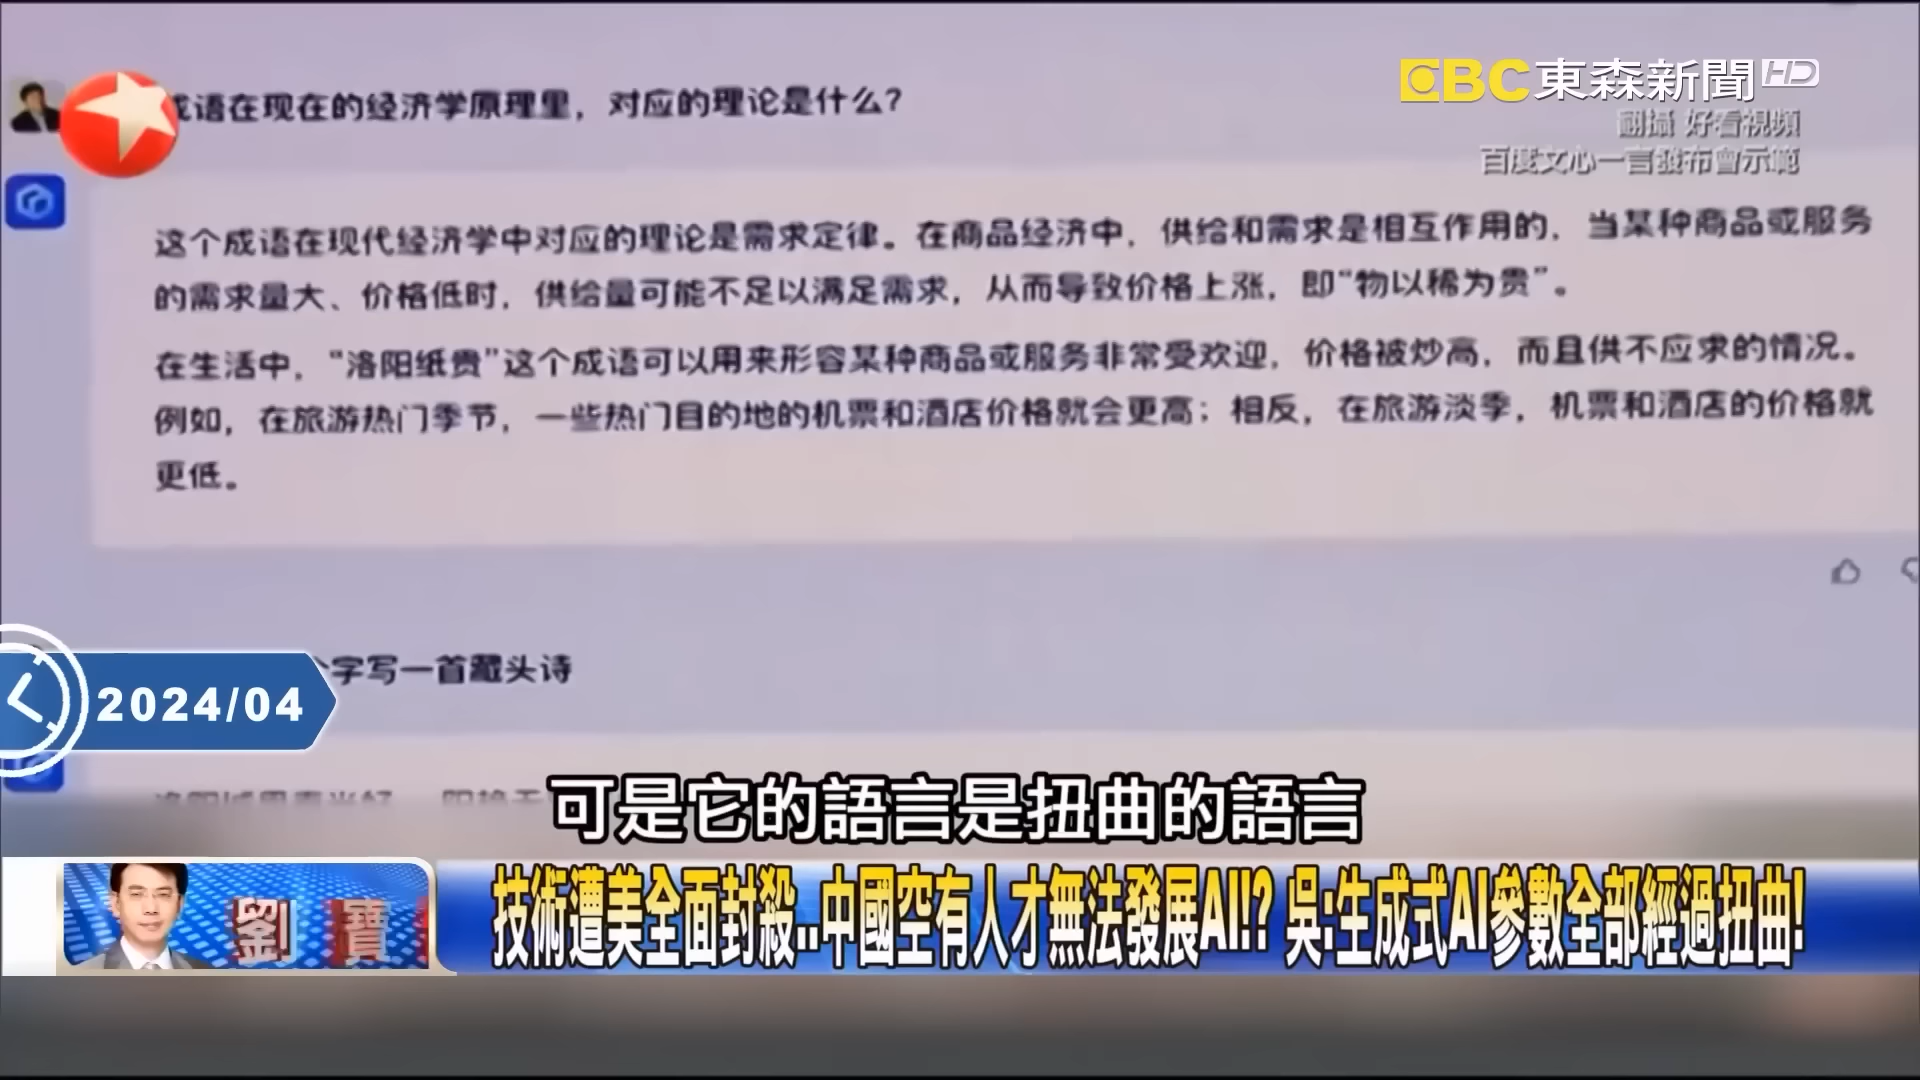 EBC東森新聞HD
翻攝 好看視頻
百度文心一言發布會示範
成语在现在的经济学原理里，对应的理论是什么？
这个成语在现代经济学中对应的理论是需求定律。在商品经济中，供给和需求是相互作用的，当某种商品或服务
的需求量大、价格低时，供给量可能不足以满足需求，从而导致价格上涨，即“物以稀为贵”。
在生活中，“洛阳纸贵”这个成语可以用来形容某种商品或服务非常受欢迎，价格被炒高，而且供不应求的情况。
例如，在旅游热门季节，一些热门目的地的机票和酒店价格就会更高；相反，在旅游淡季，机票和酒店的价格就
更低。
字写一首藏头诗
2024/04
可是它的語言是扭曲的語言
劉寶
技術遭美全面封殺..中國空有人才無法發展AI!? 吳:生成式AI參數全部經過扭曲!